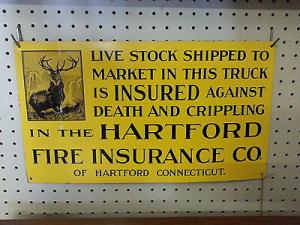 LIVE STOCK SHIPPED TO
MARKET IN THIS TRUCK
IS INSURED AGAINST
DEATH AND CRIPPLING
IN THE HARTFORD
FIRE INSURANCE CO.
OF HARTFORD CONNECTICUT.